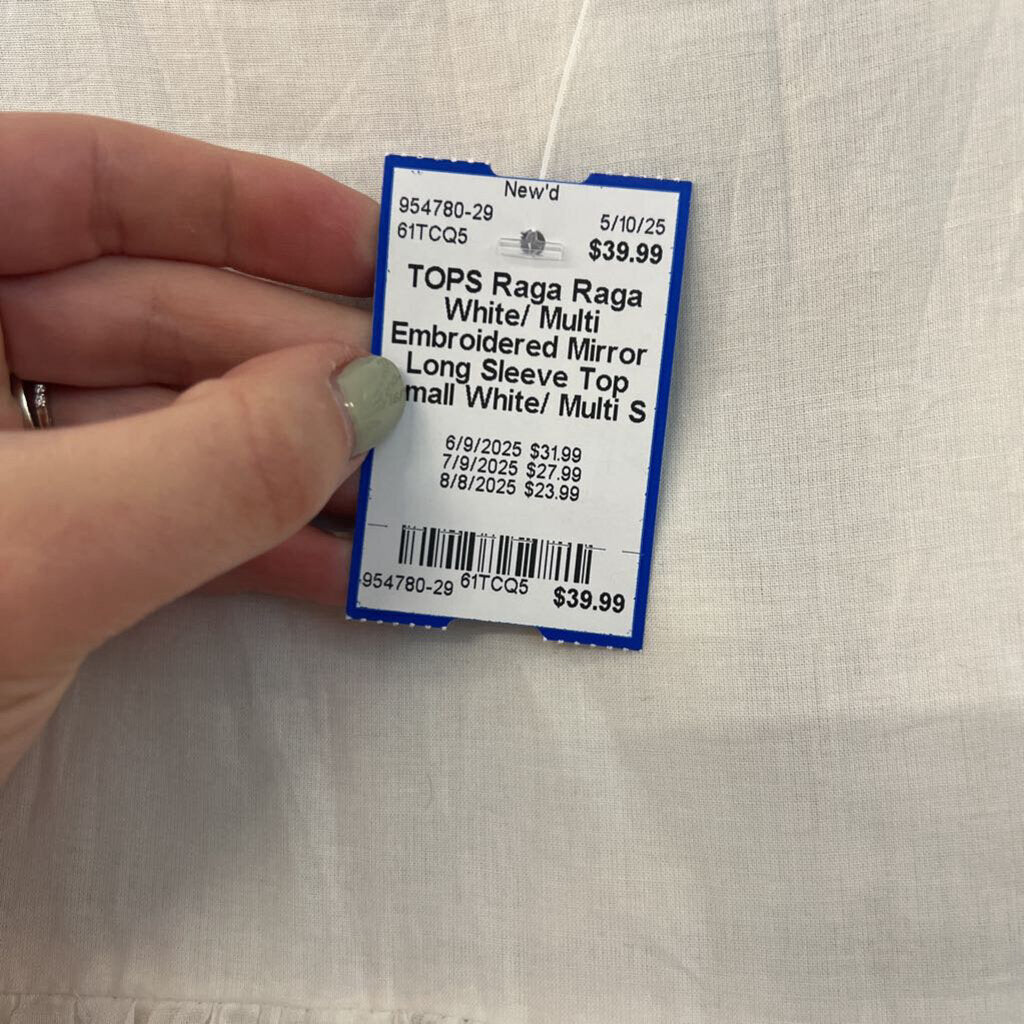 New'd
954780-29 5/10/25
61TCQ5 $39.99
TOPS Raga Raga
White/ Multi
Embroidered Mirror
Long Sleeve Top
mall White/ Multi S
6/9/2025 $31.99
7/9/2025 $27.99
8/8/2025 $23.99
954780-29 61TCQ5 $39.99